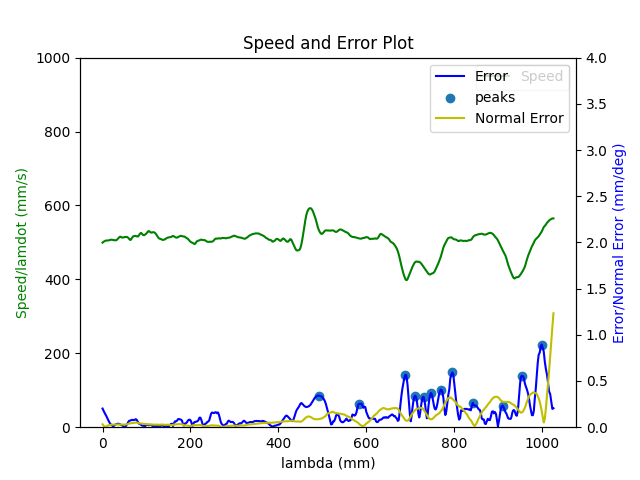 Speed and Error Plot
1000
800
600
400
200
0
Speed/lamdot (mm/s)
4.0
3.5
3.0
2.5
2.0
1.5
1.0
0.5
0.0
Error/Normal Error (mm/deg)
Error
Speed
peaks
Normal Error
0
200
400
600
800
1000
lambda (mm)